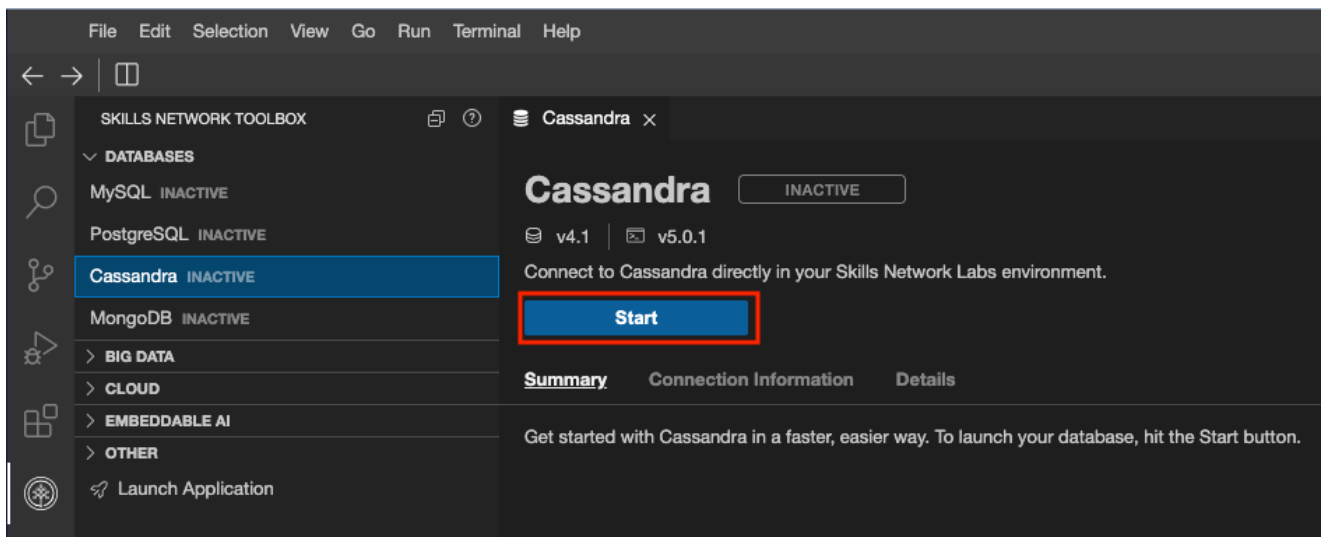 File Edit Selection View Go Run Terminal Help
SKILLS NETWORK TOOLBOX
DATABASES
MySQL INACTIVE
PostgreSQL INACTIVE
Cassandra INACTIVE
MongoDB INACTIVE
BIG DATA
CLOUD
EMBEDDABLE AI
OTHER
Launch Application
Cassandra
Cassandra INACTIVE
v4.1 v5.0.1
Connect to Cassandra directly in your Skills Network Labs environment.
Start
Summary Connection Information Details
Get started with Cassandra in a faster, easier way. To launch your database, hit the Start button.